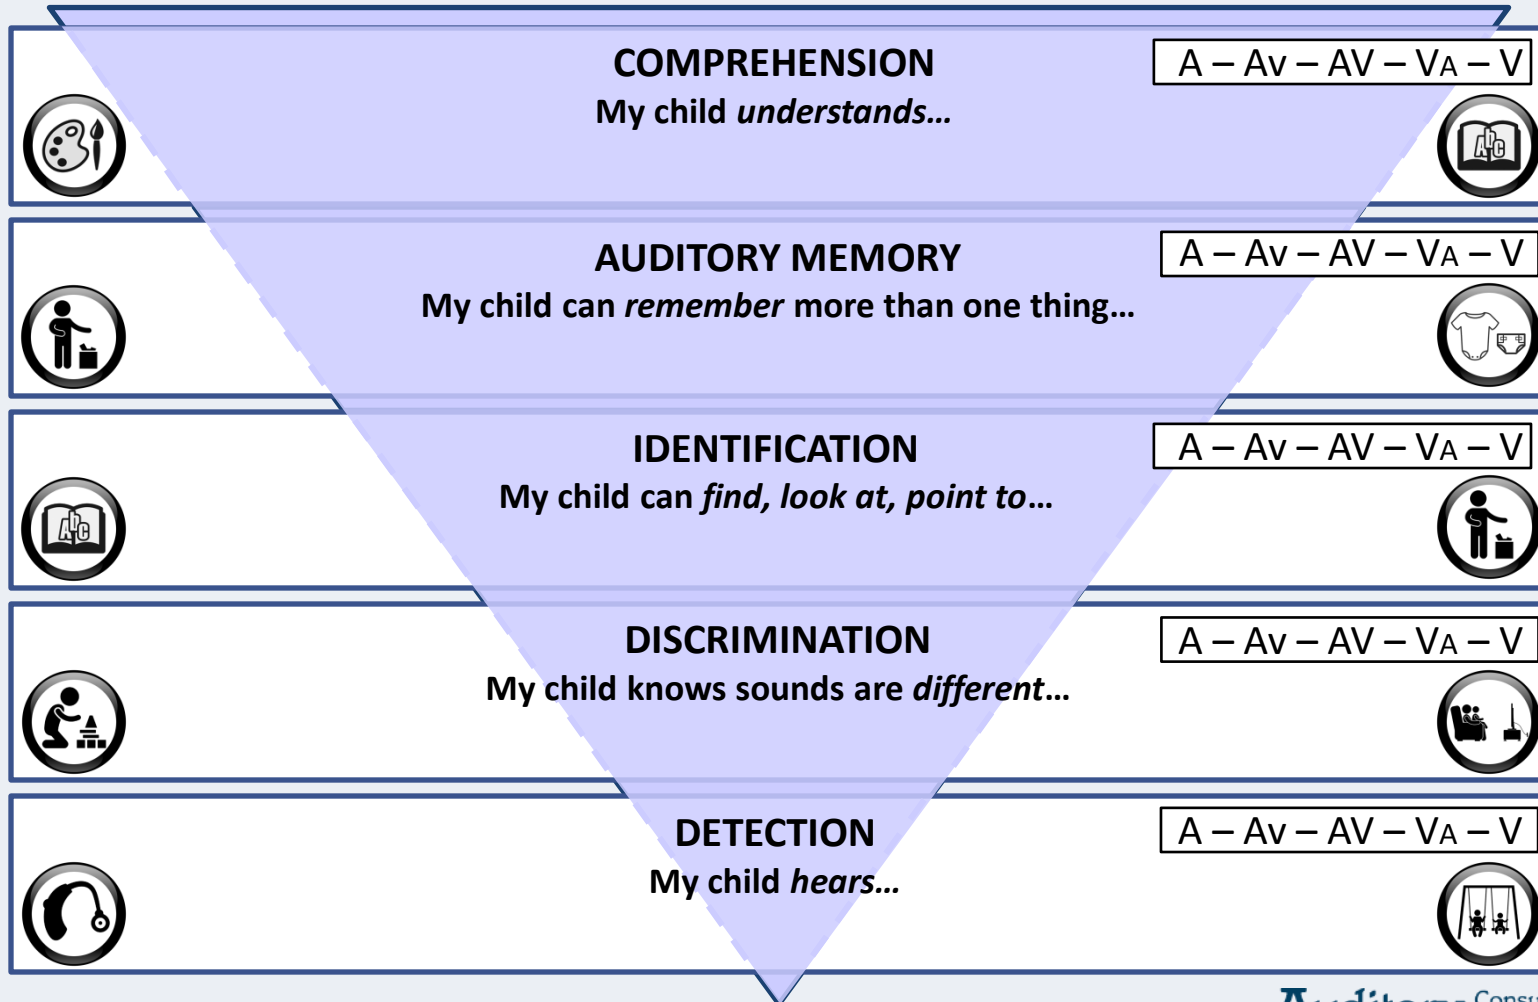 COMPREHENSION
A – Av – AV – VA – V
My child understands…
ABC
AUDITORY MEMORY
A – Av – AV – VA – V
My child can remember more than one thing…
IDENTIFICATION
A – Av – AV – VA – V
My child can find, look at, point to…
ABC
DISCRIMINATION
A – Av – AV – VA – V
My child knows sounds are different…
DETECTION
A – Av – AV – VA – V
My child hears…